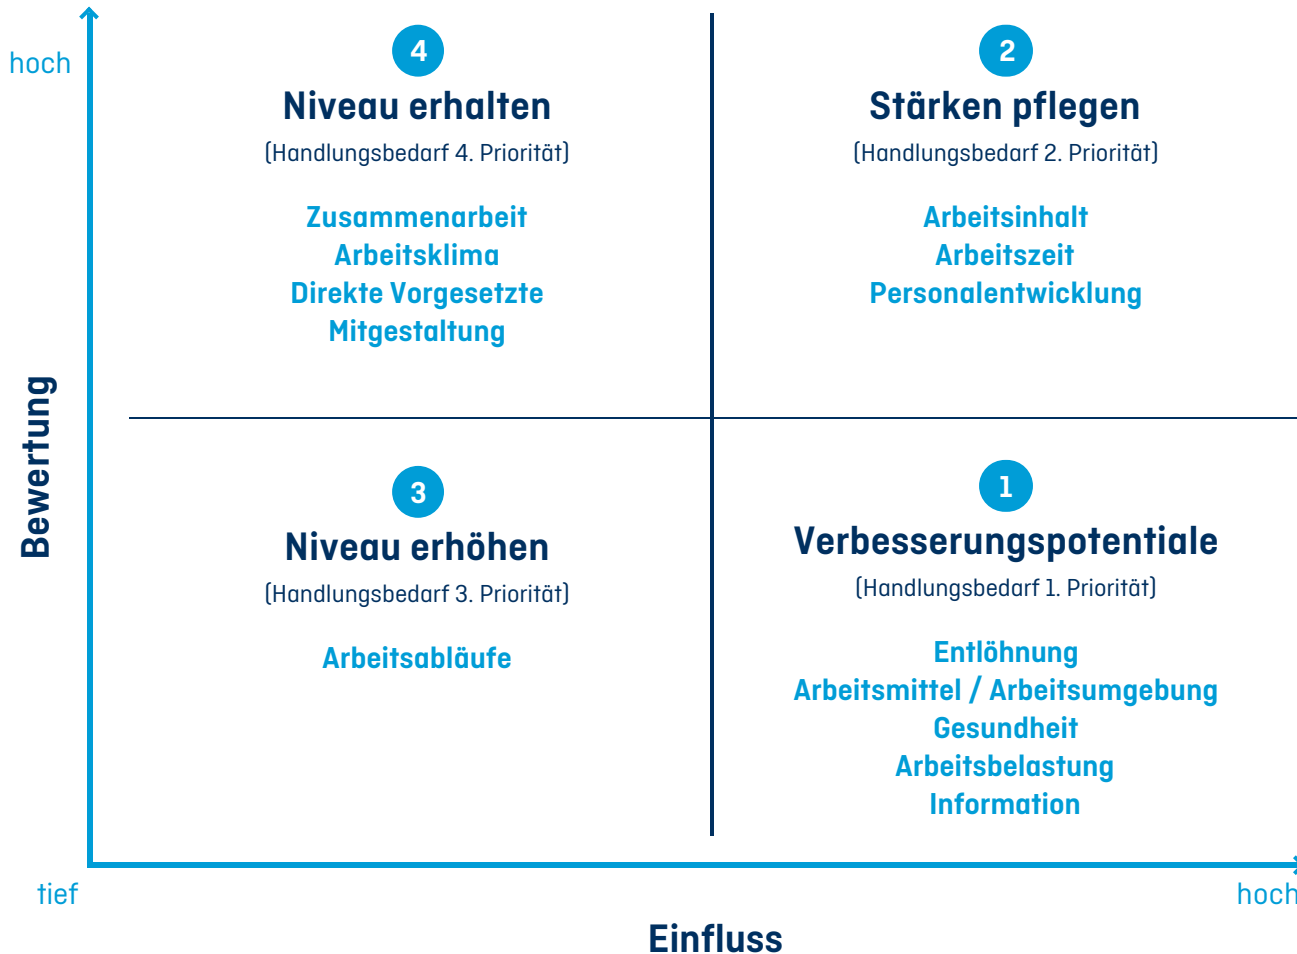 hoch
4
Niveau erhalten
(Handlungsbedarf 4. Priorität)
Zusammenarbeit
Arbeitsklima
Direkte Vorgesetzte
Mitgestaltung
2
Stärken pflegen
(Handlungsbedarf 2. Priorität)
Arbeitsinhalt
Arbeitszeit
Personalentwicklung
Bewertung
3
Niveau erhöhen
(Handlungsbedarf 3. Priorität)
Arbeitsabläufe
1
Verbesserungspotentiale
(Handlungsbedarf 1. Priorität)
Entlöhnung
Arbeitsmittel / Arbeitsumgebung
Gesundheit
Arbeitsbelastung
Information
tief
hoch
Einfluss